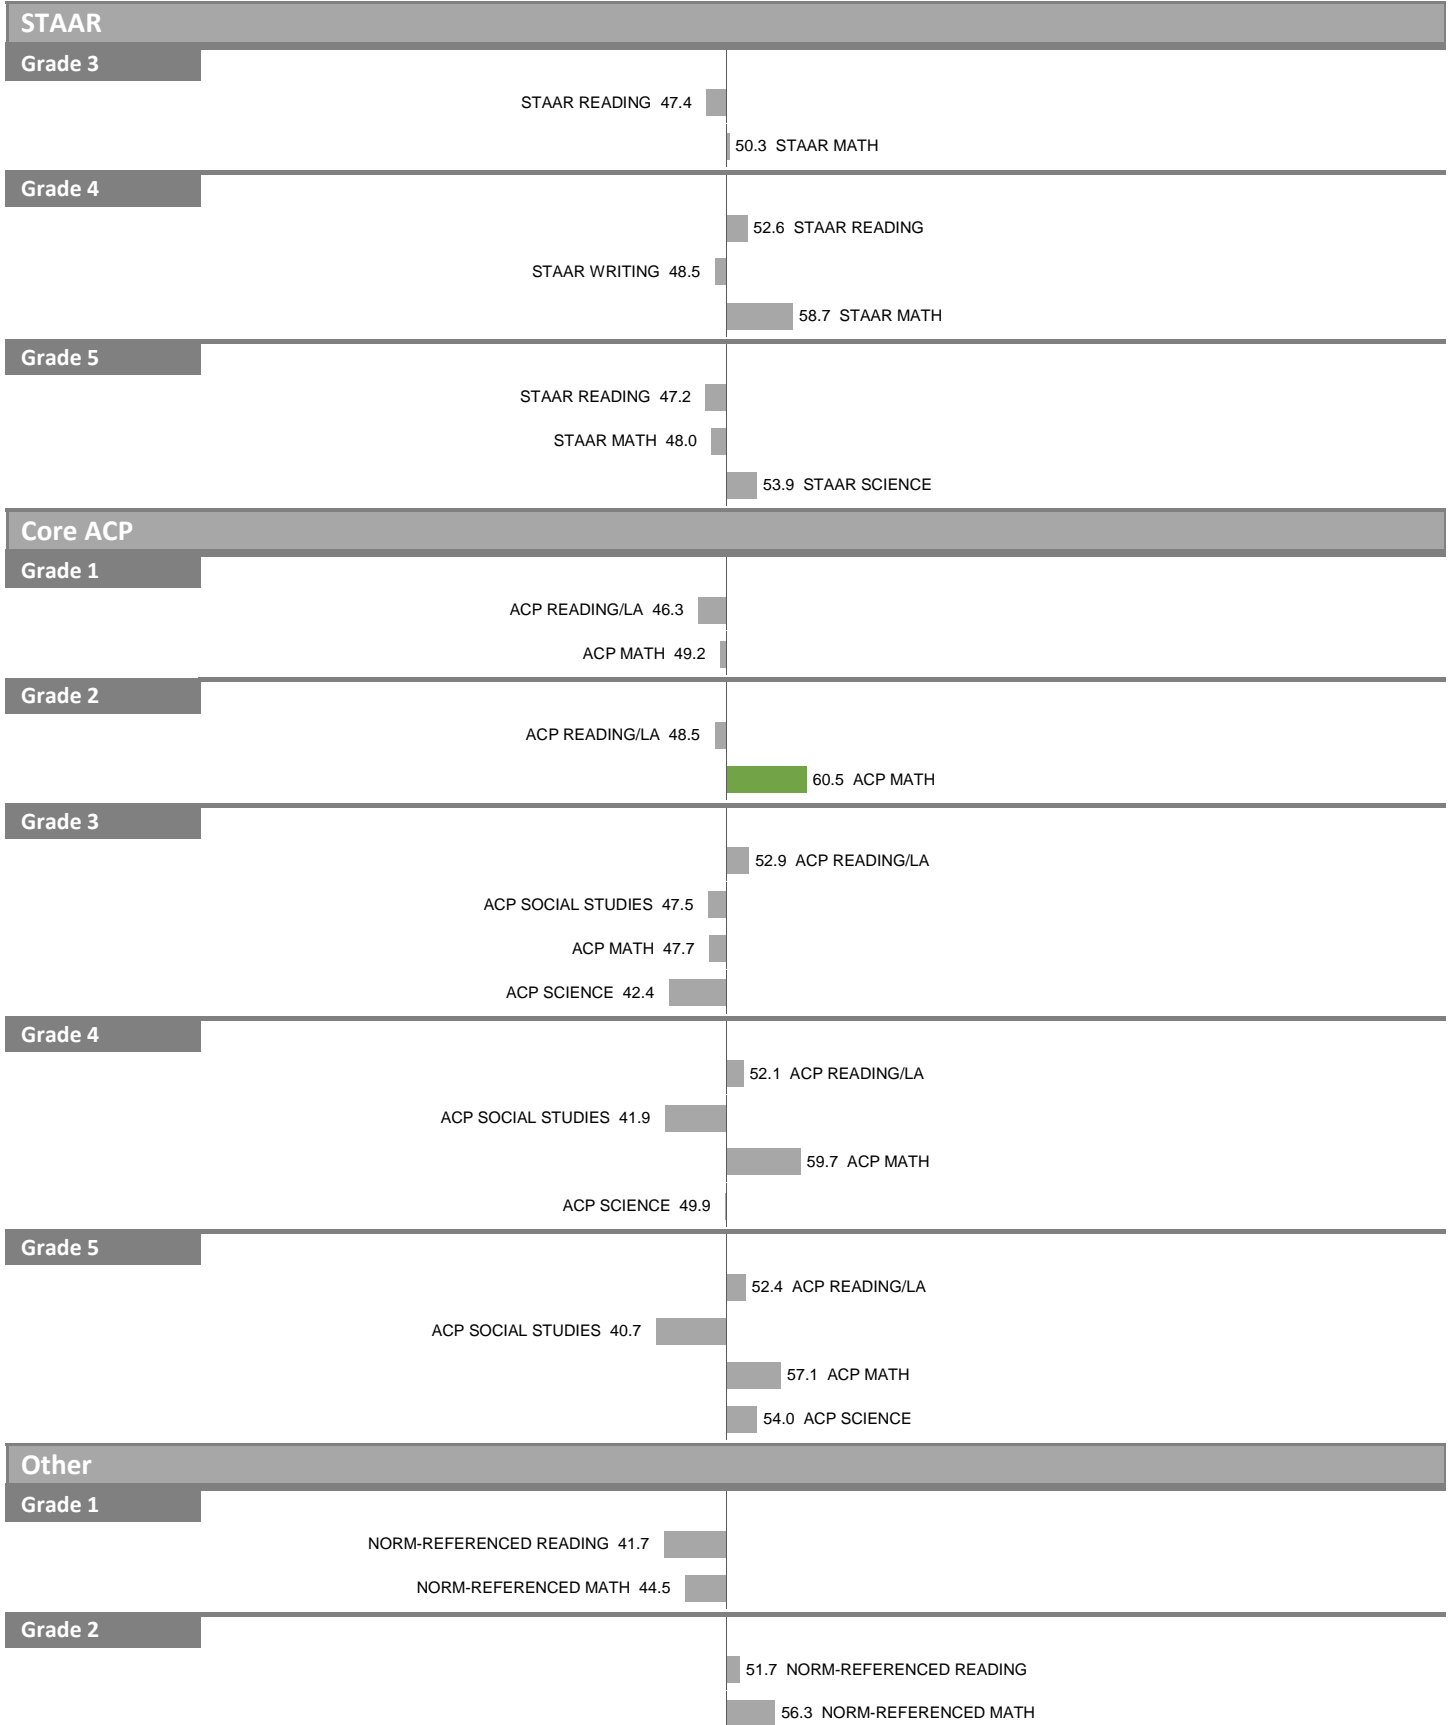 STAAR
Grade 3
STAAR READING 47.4
50.3 STAAR MATH
Grade 4
52.6 STAAR READING
STAAR WRITING 48.5
58.7 STAAR MATH
Grade 5
STAAR READING 47.2
STAAR MATH 48.0
53.9 STAAR SCIENCE
Core ACP
Grade 1
ACP READING/LA 46.3
ACP MATH 49.2
Grade 2
ACP READING/LA 48.5
60.5 ACP MATH
Grade 3
52.9 ACP READING/LA
ACP SOCIAL STUDIES 47.5
ACP MATH 47.7
ACP SCIENCE 42.4
Grade 4
52.1 ACP READING/LA
ACP SOCIAL STUDIES 41.9
59.7 ACP MATH
ACP SCIENCE 49.9
Grade 5
52.4 ACP READING/LA
ACP SOCIAL STUDIES 40.7
57.1 ACP MATH
54.0 ACP SCIENCE
Other
Grade 1
NORM-REFERENCED READING 41.7
NORM-REFERENCED MATH 44.5
Grade 2
51.7 NORM-REFERENCED READING
56.3 NORM-REFERENCED MATH